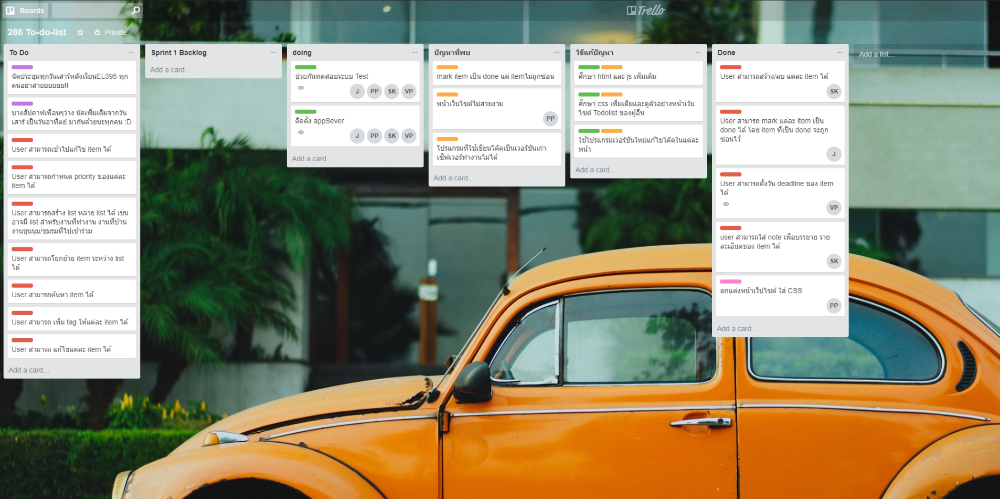 Boards
Trello
286 To-do-list
Private
To Do
นัดประชุมทุกวันเสาร์หลังเรียนEL395 ทุก
คนอย่าสายยยยยย!!
บางสัปดาห์เพื่อนๆว่าง นัดเพิ่มเติมจากวัน
เสาร์ เป็นวันอาทิตย์ มากันด้วยนะทุกคน :D
User สามารถเข้าไปแก้ไข item ได้
User สามารถกำหนด priority ของแต่ละ
item ได้
User สามารถสร้าง list หลาย list ได้ เช่น
อาจมี list สำหรับงานที่ทำงาน งานที่บ้าน
งานชุนนุม/ชมรมที่ไปเข้าร่วม
User สามารถโยกย้าย item ระหว่าง list
ได้
User สามารถค้นหา item ได้
User สามารถ เพิ่ม tag ให้แต่ละ item ได้
User สามารถ แก้ไขแต่ละ item ได้
Add a card...
Sprint 1 Backlog
Add a card...
doing
ช่วยกันทดสอบระบบ Test
J PP SK VP
ติดตั้ง appSever
J PP SK VP
Add a card...
ปัญหาที่พบ
mark item เป็น done แต่ itemไม่ถูกซ่อน
หน้าเว็บไซต์ไม่สวยงาม
PP
โปรแกรมที่ใช้เขียนโค๊ดเป็นเวอร์ชันเก่า
เซิฟเวอร์ทำงานไม่ได้
Add a card...
วิธีแก้ปัญหา
ศึกษา html และ js เพิ่มเติม
ศึกษา css เพิ่มเติมและดูตัวอย่างหน้าเว้บ
ไซต์ Todolist ของผู้อื่น
ใช้โปรแกรมเวอร์ชันใหม่แก้ไขโค๊ดในแต่ละ
หน้า
Add a card...
Done
User สามารถสร้าง/ลบ แต่ละ item ได้
SK
User สามารถ mark แต่ละ item เป็น
done ได้ โดย item ที่เป็น done จะถูก
ซ่อนไว้
J
User สามารถตั้งวัน deadline ของ item
ได้
VP
user สามารถใส่ note เพื่อบรรยาย ราย
ละเอียดของ item ได้
SK
ตกแต่งหน้าเว็ปไซต์ ใส่ CSS
PP
Add a card...
Add a list...